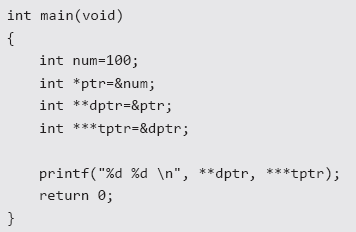 int main(void)
{
    int num=100;
    int *ptr=&num;
    int **dptr=&ptr;
    int ***tptr=&dptr;

    printf("%d %d \n", **dptr, ***tptr);
    return 0;
}